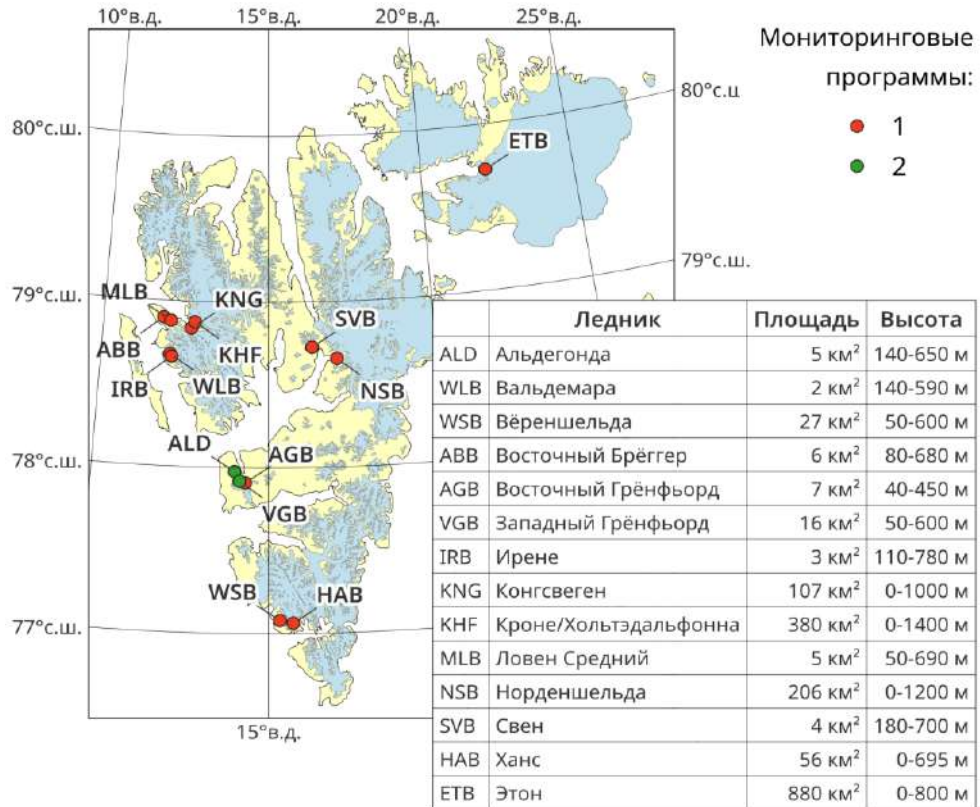 10°в.д.
15°в.д.
20°в.д.
25°в.д.
Мониторинговые
программы:
1
2
80°с.ш.
80°с.ш
79°с.ш.
79°с.ш.
78°с.ш.
77°с.ш.
15°в.д.
ETB
MLB
KNG
SVB
ABB
KHF
IRB
WLB
NSB
ALD
AGB
VGB
WSB
HAB
Ледник Площадь Высота
ALD Альдегонда 5 км² 140-650 м
WLB Вальдемара 2 км² 140-590 м
WSB Вёреншельда 27 км² 50-600 м
ABB Восточный Брёггер 6 км² 80-680 м
AGB Восточный Грёнфьорд 7 км² 40-450 м
VGB Западный Грёнфьорд 16 км² 50-600 м
IRB Ирене 3 км² 110-780 м
KNG Конгсвеген 107 км² 0-1000 м
KHF Кроне/Хольтэдальфонна 380 км² 0-1400 м
MLB Ловен Средний 5 км² 50-690 м
NSB Норденшельда 206 км² 0-1200 м
SVB Свен 4 км² 180-700 м
HAB Ханс 56 км² 0-695 м
ETB Этон 880 км² 0-800 м